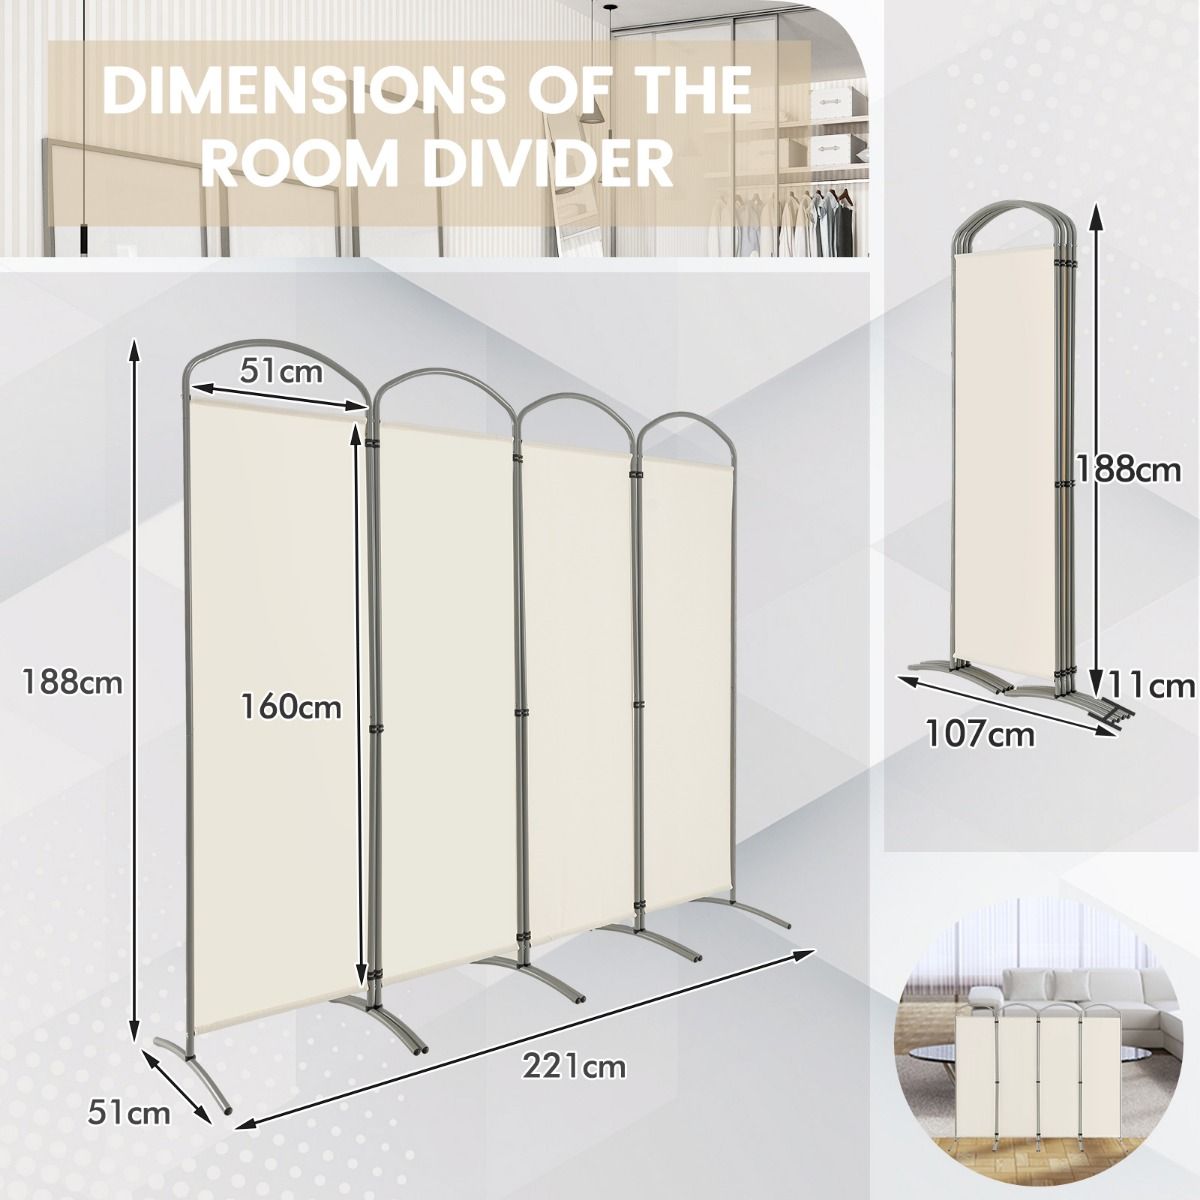 DIMENSIONS OF THE
ROOM DIVIDER
51cm
188cm
160cm
51cm
221cm
188cm
11cm
107cm